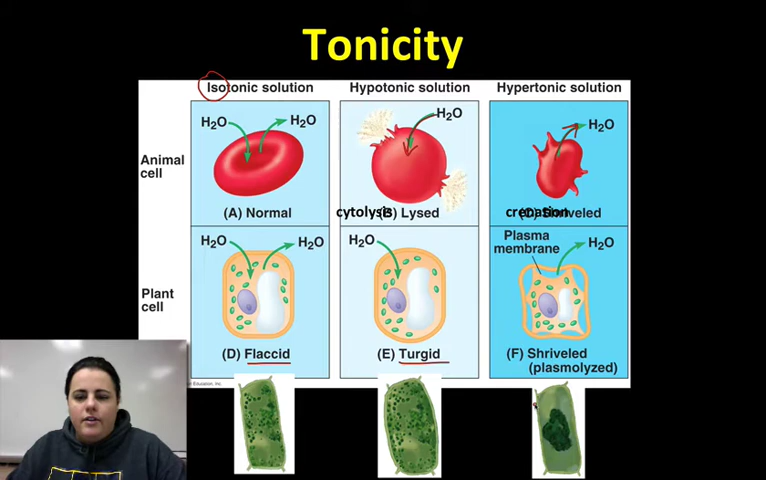 Tonicity
Isotonic solution
Hypotonic solution
Hypertonic solution
Animal
cell
H₂O
H₂O
H₂O
H₂O
(A) Normal
cytolysis
Lysed
crenation
Shriveled
Plant
cell
H₂O
H₂O
H₂O
Plasma
membrane
H₂O
(D) Flaccid
(E) Turgid
(F) Shriveled
(plasmolyzed)
Education, Inc.